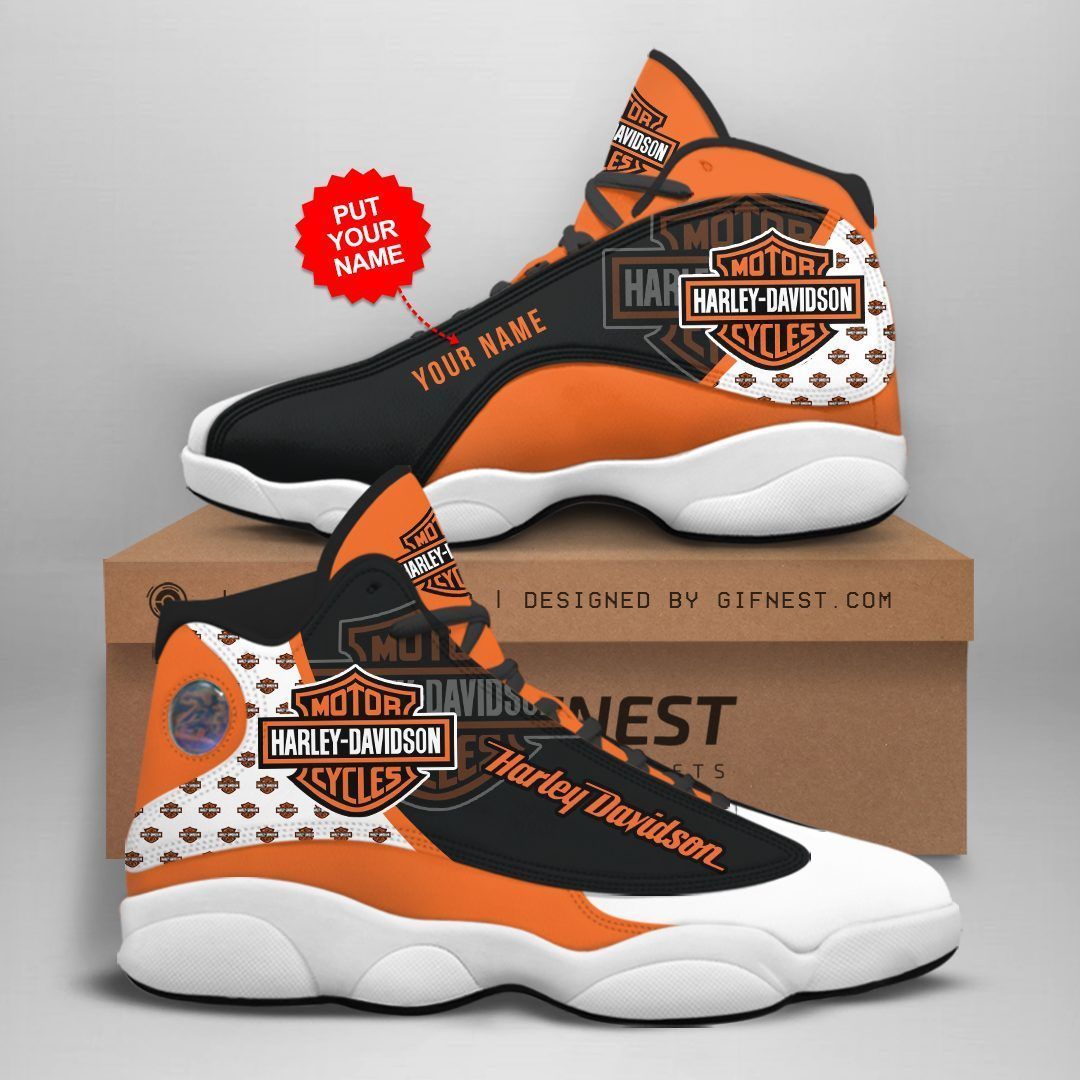 MOTOR
HARLEY-DAVIDSON
CYCLES
PUT
YOUR
NAME
YOUR NAME
MOTOR
HARLEY-DAVIDSON
CYCLES
| DESIGNED BY GIFNEST.COM
MOTOR
HARLEY-DAVIDSON
CYCLES
Harley Davidson